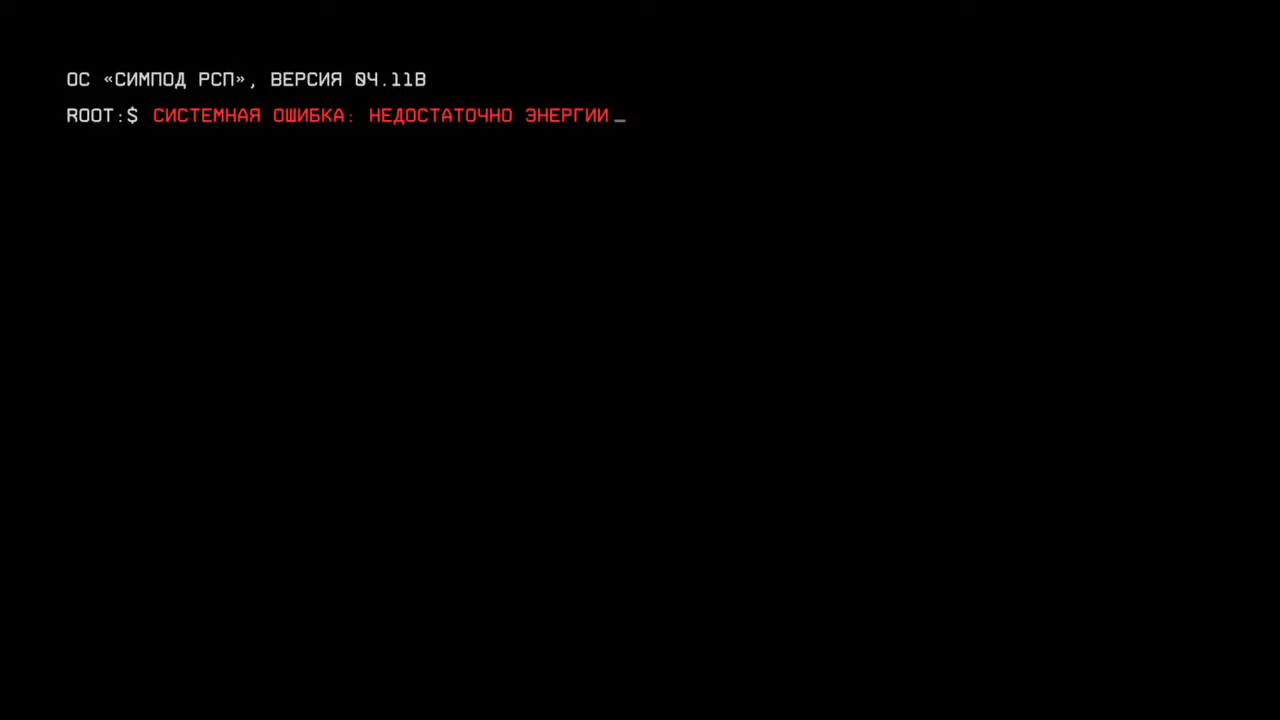 ОС «СИМПОД РСП», ВЕРСИЯ 04.11В
ROOT:$ СИСТЕМНАЯ ОШИБКА: НЕДОСТАТОЧНО ЭНЕРГИИ_